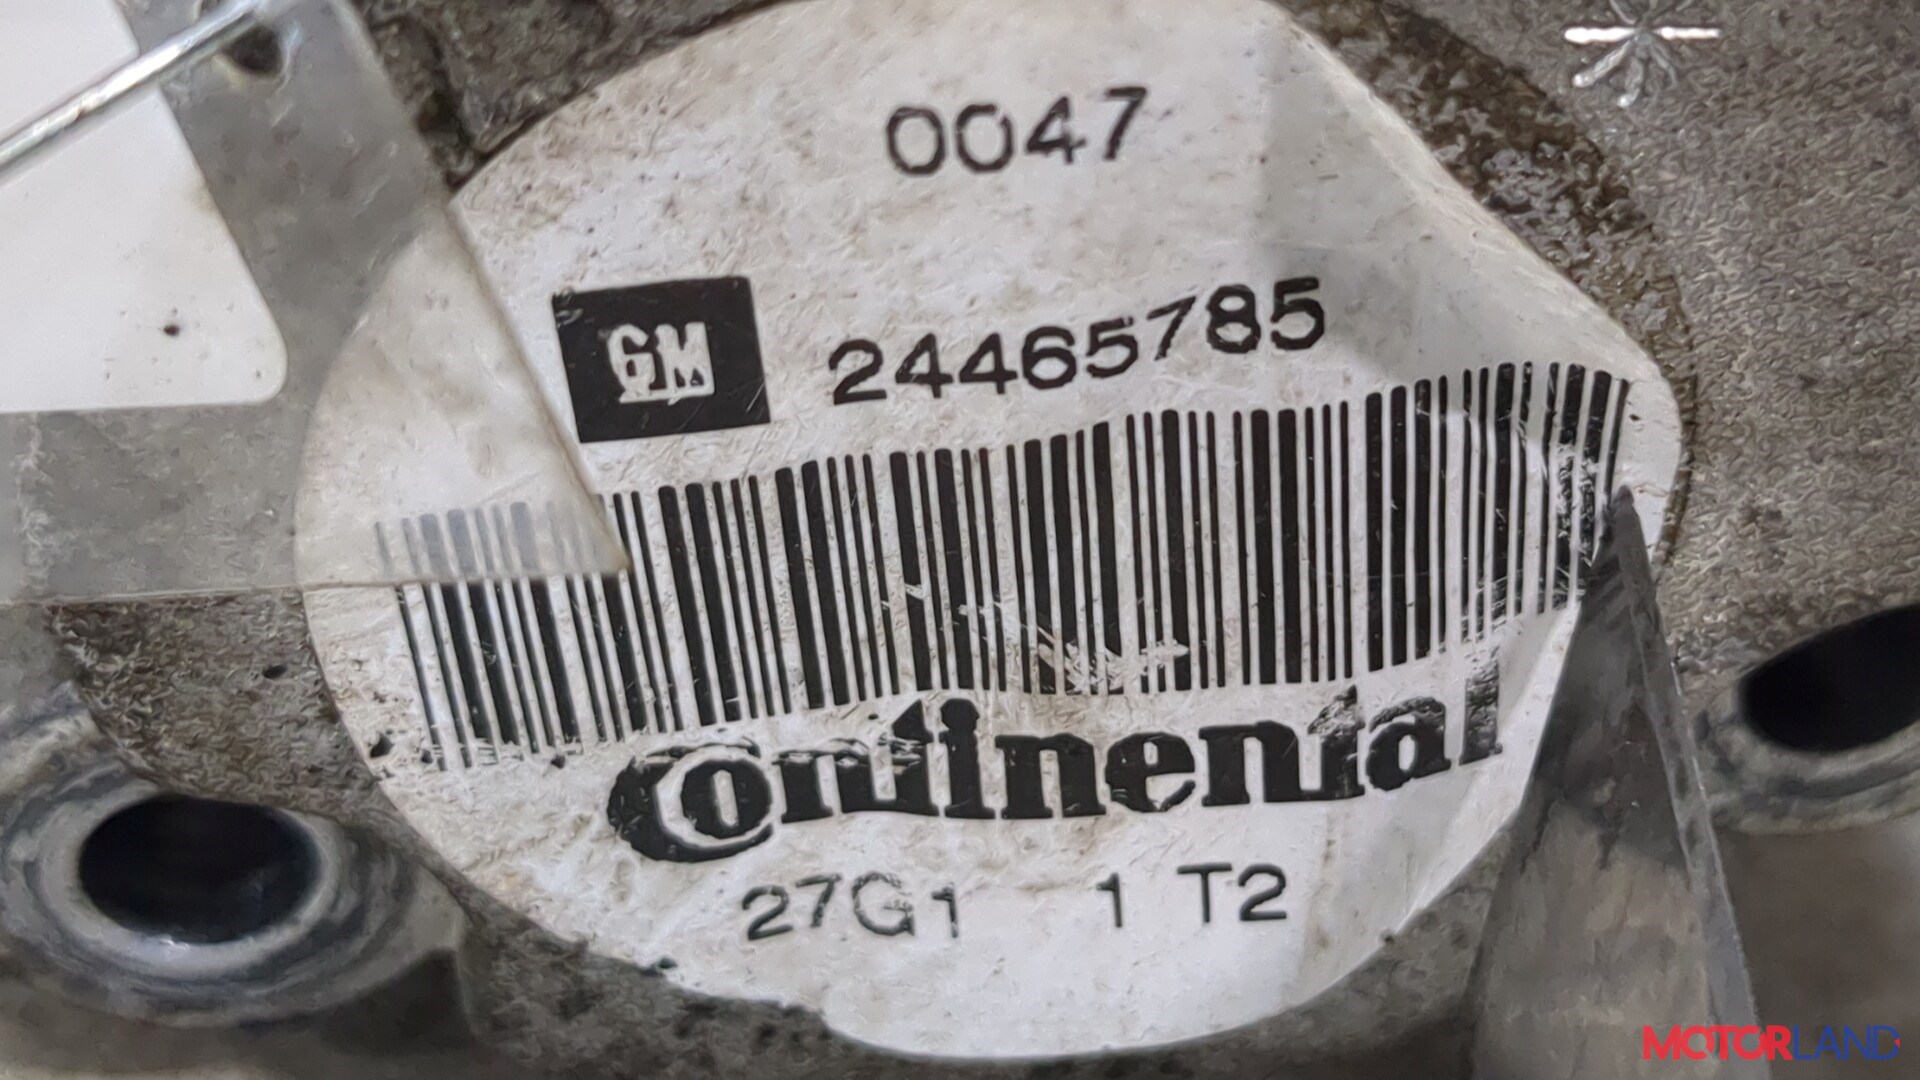 0047
GM 24465785
Continental
27G1 1 T2
MOTORLAND